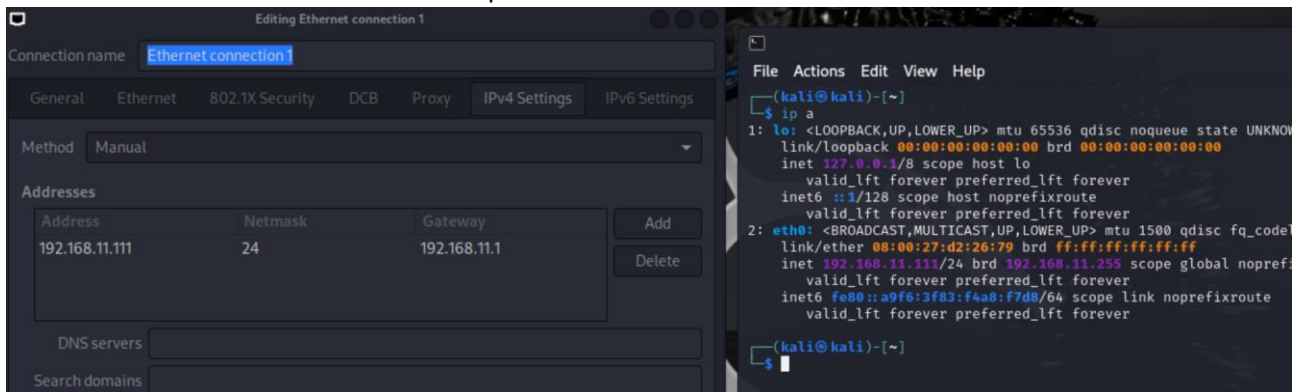 Editing Ethernet connection 1
Connection name Ethernet connection 1
General Ethernet 802.1X Security DCB Proxy IPv4 Settings IPv6 Settings
Method Manual
Addresses
Address Netmask Gateway
192.168.11.111 24 192.168.11.1
Add
Delete
DNS servers
Search domains
File Actions Edit View Help
(kali㉿kali)-[~]
$ ip a
1: lo: <LOOPBACK,UP,LOWER_UP> mtu 65536 qdisc noqueue state UNKNOW
link/loopback 00:00:00:00:00:00 brd 00:00:00:00:00:00
inet 127.0.0.1/8 scope host lo
valid_lft forever preferred_lft forever
inet6 ::1/128 scope host noprefixroute
valid_lft forever preferred_lft forever
2: eth0: <BROADCAST,MULTICAST,UP,LOWER_UP> mtu 1500 qdisc fq_codel
link/ether 08:00:27:d2:26:79 brd ff:ff:ff:ff:ff:ff
inet 192.168.11.111/24 brd 192.168.11.255 scope global noprefi
valid_lft forever preferred_lft forever
inet6 fe80::a9f6:3f83:f4a8:f7d8/64 scope link noprefixroute
valid_lft forever preferred_lft forever
(kali㉿kali)-[~]
$